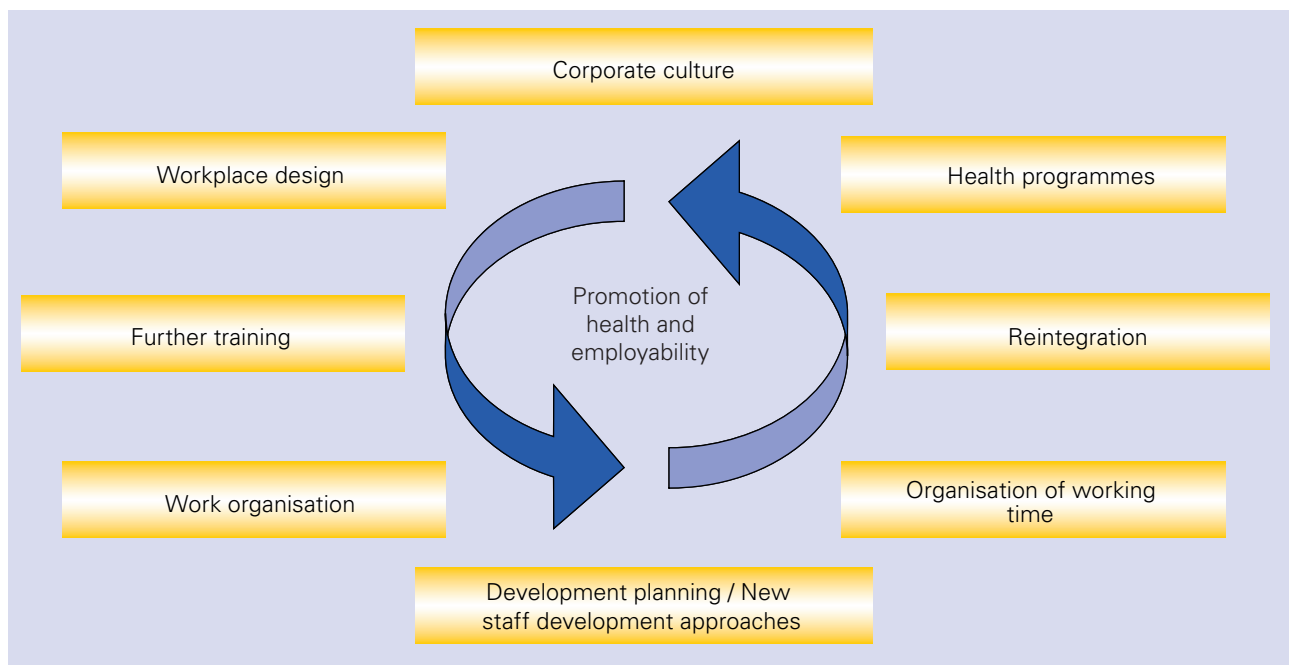 Corporate culture
Workplace design
Health programmes
Promotion of
health and
employability
Further training
Reintegration
Work organisation
Organisation of working
time
Development planning / New
staff development approaches